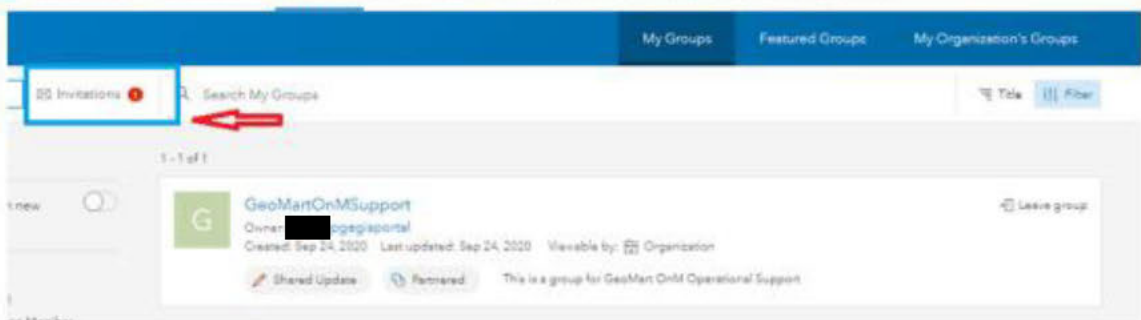 My Groups Featured Groups My Organization's Groups
Invitations 1 Search My Groups Title Filter
1 - 1 of 1
new
G GeoMartOnMSupport Leave group
Owner: pgegisportal
Created: Sep 24, 2020 Last updated: Sep 24, 2020 Viewable by: Organization
Shared Update Partnered This is a group for GeoMart OnM Operational Support